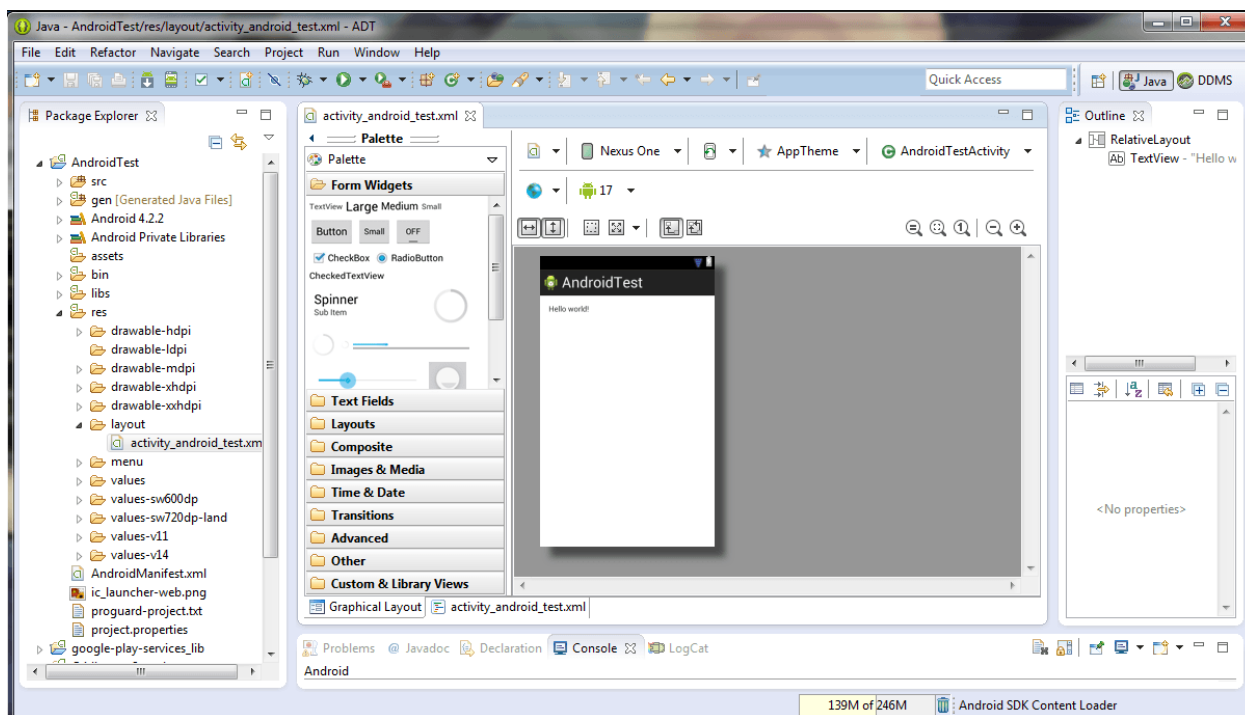 Java - AndroidTest/res/layout/activity_android_test.xml - ADT
File Edit Refactor Navigate Search Project Run Window Help
Quick Access
Java
DDMS
Package Explorer
AndroidTest
src
gen [Generated Java Files]
Android 4.2.2
Android Private Libraries
assets
bin
libs
res
drawable-hdpi
drawable-ldpi
drawable-mdpi
drawable-xhdpi
drawable-xxhdpi
layout
activity_android_test.xm
menu
values
values-sw600dp
values-sw720dp-land
values-v11
values-v14
AndroidManifest.xml
ic_launcher-web.png
proguard-project.txt
project.properties
google-play-services_lib
activity_android_test.xml
Palette
Palette
Form Widgets
TextView Large Medium Small
Button Small OFF
CheckBox RadioButton
CheckedTextView
Spinner
Sub Item
Text Fields
Layouts
Composite
Images & Media
Time & Date
Transitions
Advanced
Other
Custom & Library Views
Graphical Layout
activity_android_test.xml
Nexus One
AppTheme
AndroidTestActivity
17
AndroidTest
Hello world!
Outline
RelativeLayout
Ab TextView - "Hello w
<No properties>
Problems @ Javadoc Declaration Console LogCat
Android
139M of 246M
Android SDK Content Loader